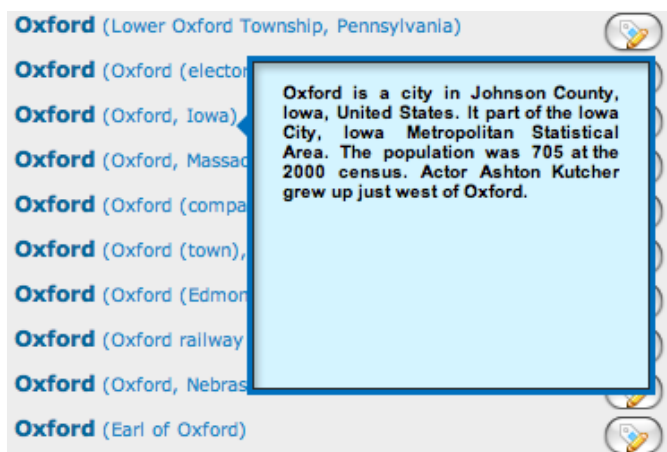 Oxford (Lower Oxford Township, Pennsylvania)
Oxford (Oxford (elector
Oxford (Oxford, Iowa)
Oxford (Oxford, Massac
Oxford (Oxford (compa
Oxford (Oxford (town),
Oxford (Oxford (Edmon
Oxford (Oxford railway
Oxford (Oxford, Nebras
Oxford (Earl of Oxford)
Oxford is a city in Johnson County,
Iowa, United States. It part of the Iowa
City, Iowa Metropolitan Statistical
Area. The population was 705 at the
2000 census. Actor Ashton Kutcher
grew up just west of Oxford.